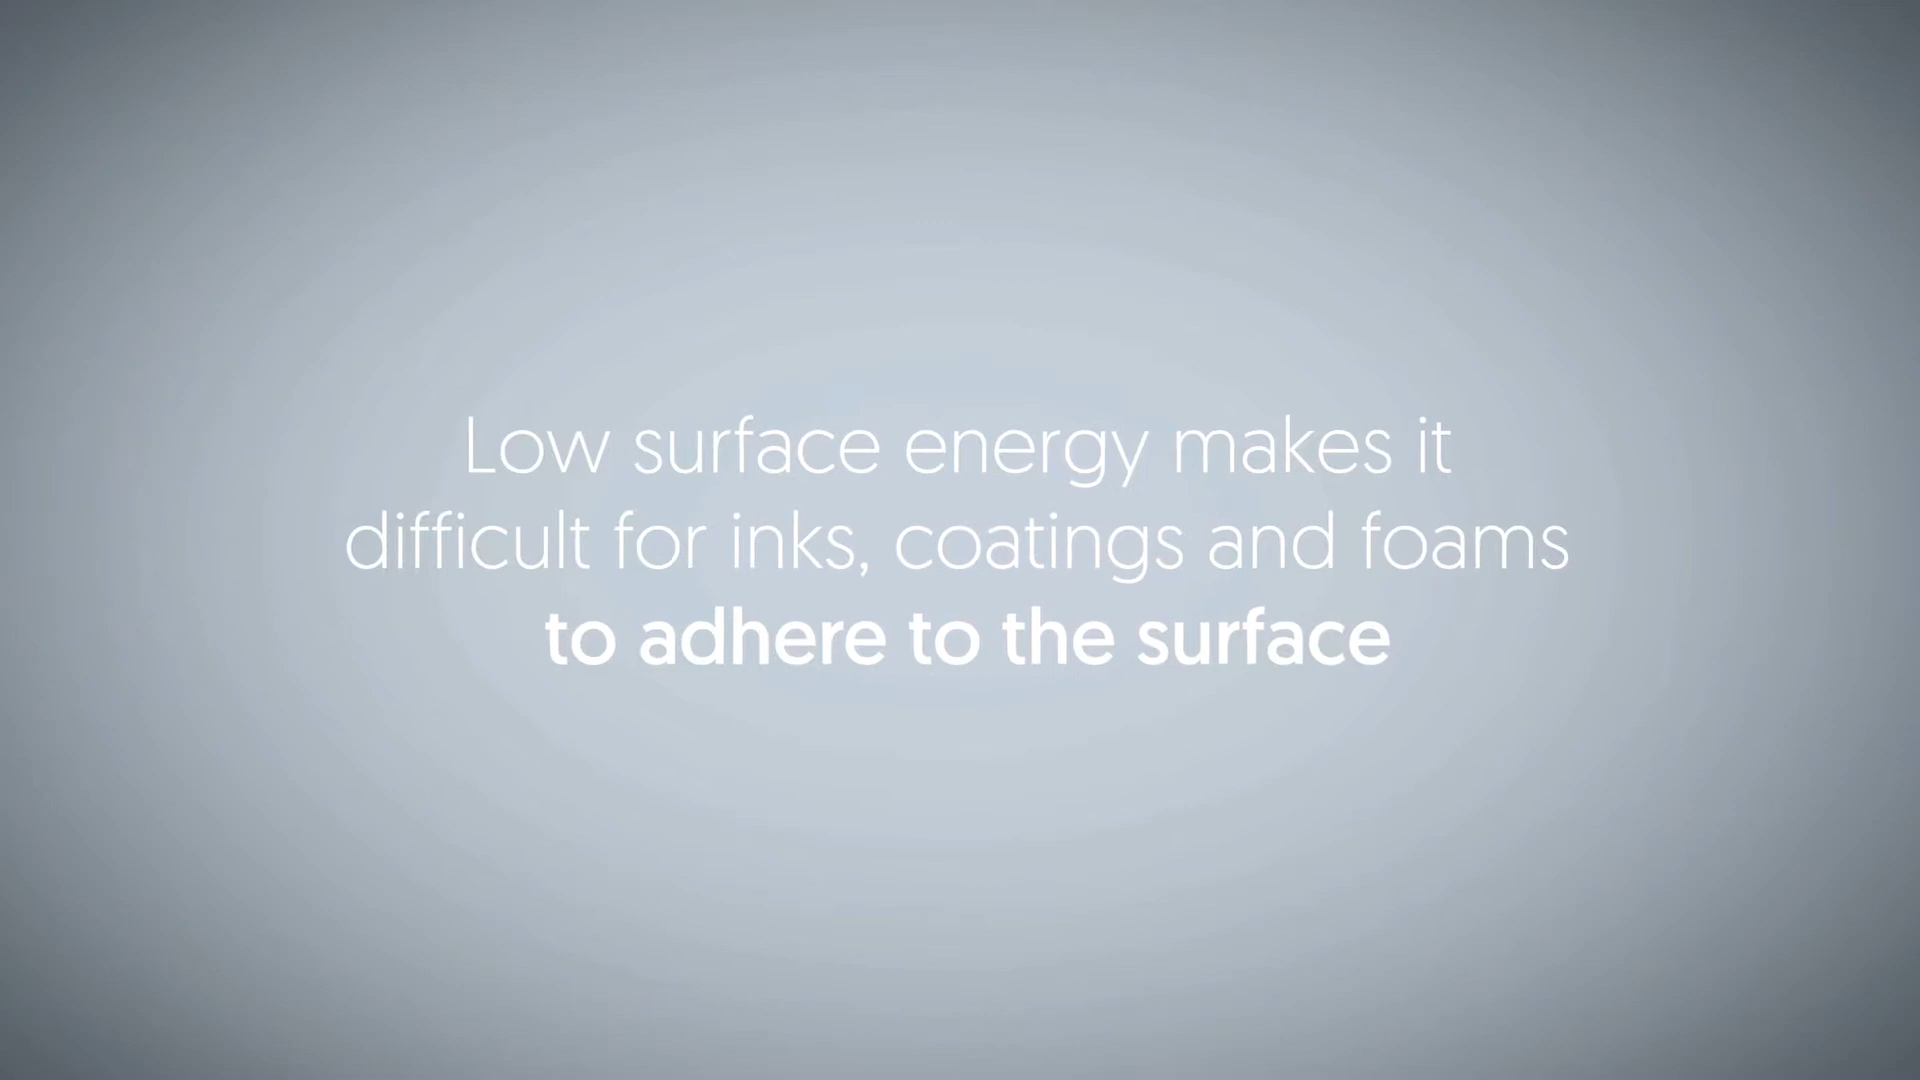 Low surface energy makes it
difficult for inks, coatings and foams
to adhere to the surface